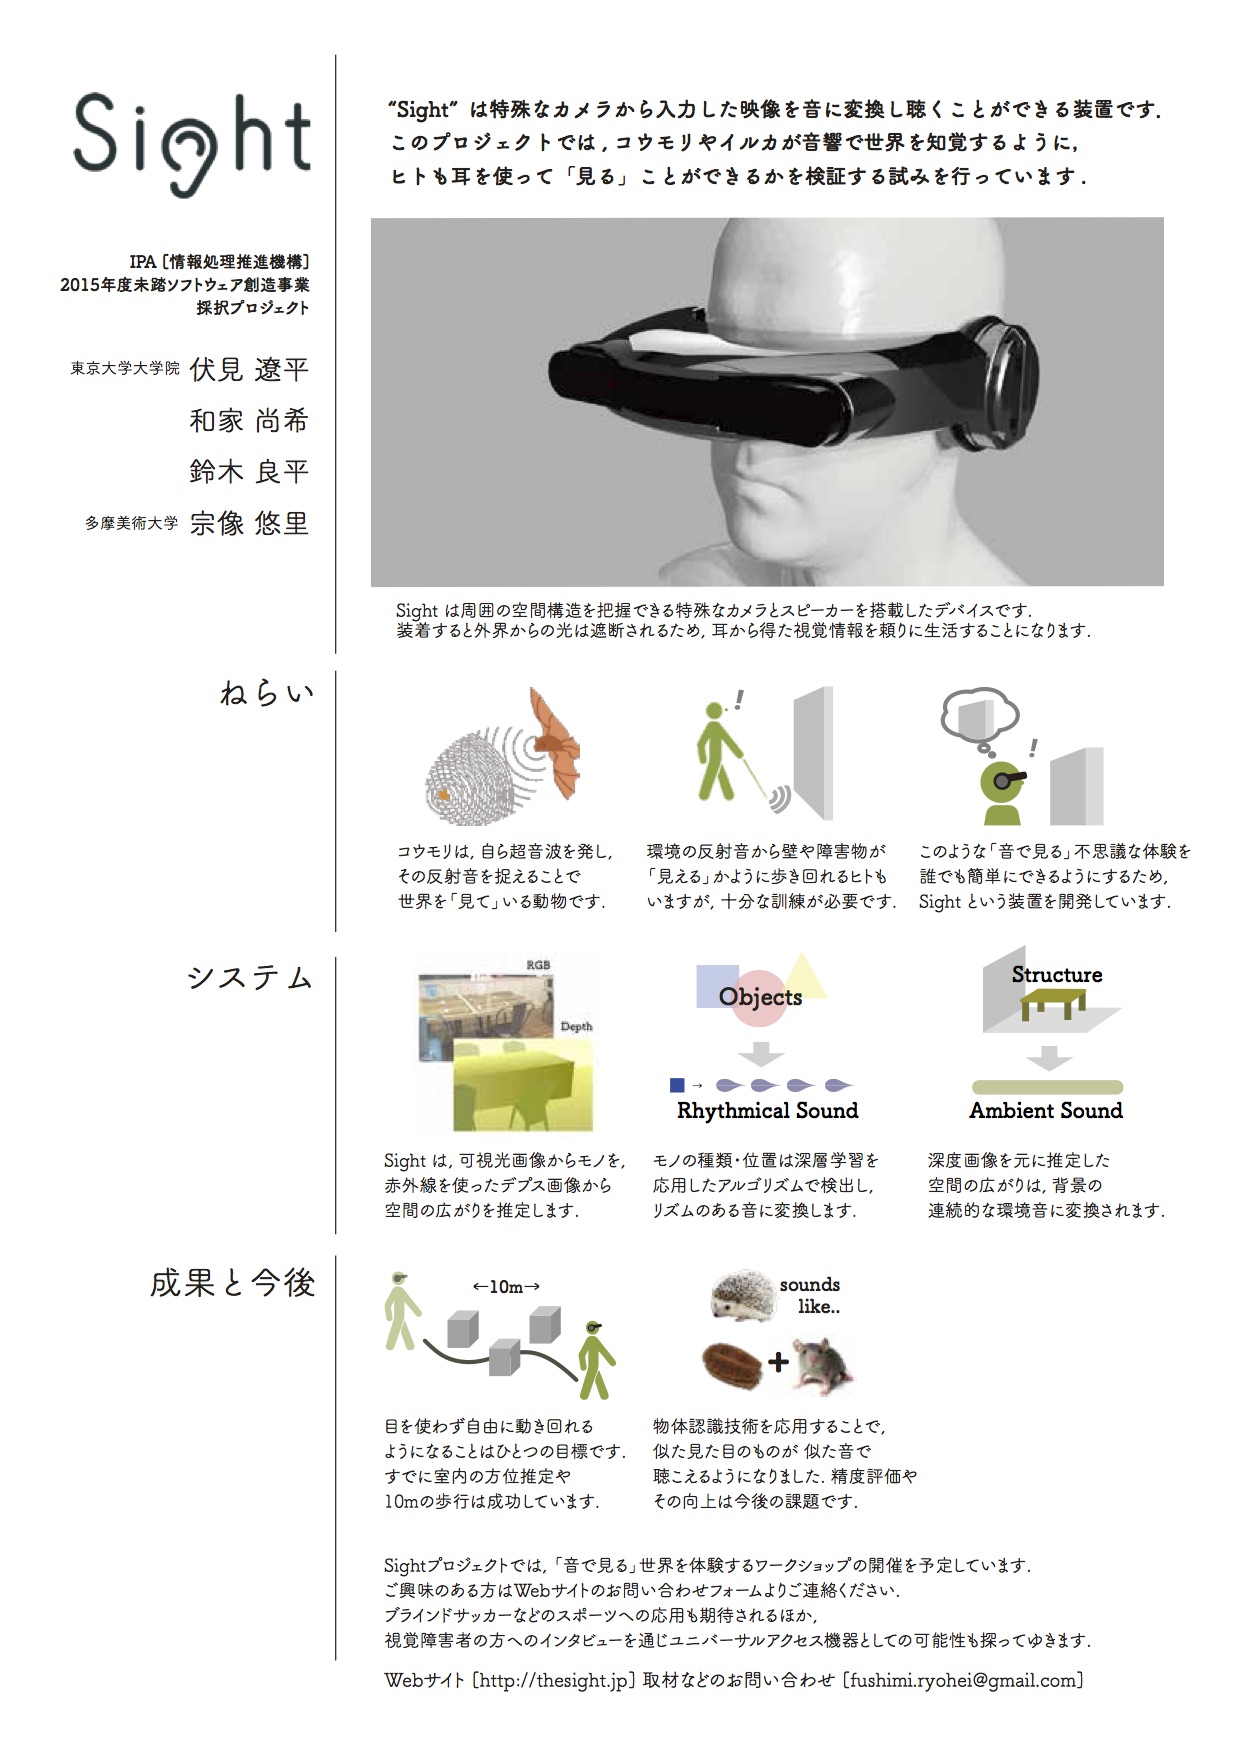 Sight
IPA [情報処理推進機構]
2015年度未踏ソフトウェア創造事業
採択プロジェクト
東京大学大学院 伏見 遼平
和家 尚希
鈴木 良平
多摩美術大学 宗像 悠里
"Sight" は特殊なカメラから入力した映像を音に変換し聴くことができる装置です.
このプロジェクトでは, コウモリやイルカが音響で世界を知覚するように,
ヒトも耳を使って「見る」ことができるかを検証する試みを行っています.
Sight は周囲の空間構造を把握できる特殊なカメラとスピーカーを搭載したデバイスです.
装着すると外界からの光は遮断されるため, 耳から得た視覚情報を頼りに生活することになります.
ねらい
!
!
コウモリは, 自ら超音波を発し,
その反射音を捉えることで
世界を「見て」いる動物です.
環境の反射音から壁や障害物が
「見える」かように歩き回れるヒトも
いますが, 十分な訓練が必要です.
このような「音で見る」不思議な体験を
誰でも簡単にできるようにするため,
Sight という装置を開発しています.
システム
RGB
Depth
Sight は, 可視光画像からモノを,
赤外線を使ったデプス画像から
空間の広がりを推定します.
Objects
→
Rhythmical Sound
モノの種類・位置は深層学習を
応用したアルゴリズムで検出し,
リズムのある音に変換します.
Structure
Ambient Sound
深度画像を元に推定した
空間の広がりは, 背景の
連続的な環境音に変換されます.
成果と今後
←10m→
目を使わず自由に動き回れる
ようになることはひとつの目標です.
すでに室内の方位推定や
10mの歩行は成功しています.
sounds
like..
+
物体認識技術を応用することで,
似た見た目のものが 似た音で
聴こえるようになりました. 精度評価や
その向上は今後の課題です.
Sightプロジェクトでは,「音で見る」世界を体験するワークショップの開催を予定しています.
ご興味のある方はWebサイトのお問い合わせフォームよりご連絡ください.
ブラインドサッカーなどのスポーツへの応用も期待されるほか,
視覚障害者の方へのインタビューを通じユニバーサルアクセス機器としての可能性も探ってゆきます.
Webサイト [http://thesight.jp] 取材などのお問い合わせ [fushimi.ryohei@gmail.com]